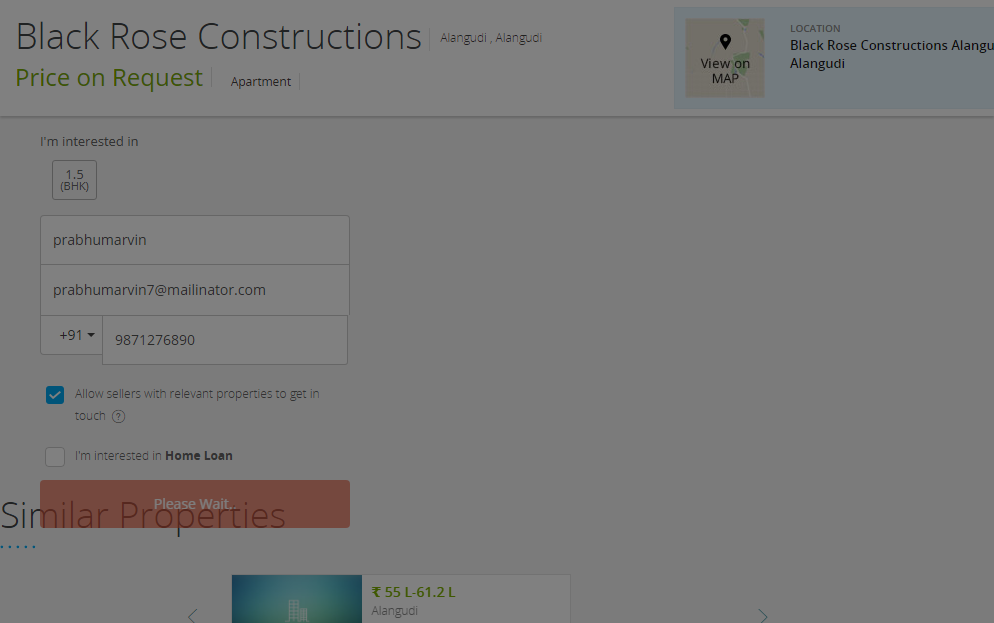 Black Rose Constructions
Alangudi , Alangudi
Price on Request
Apartment
View on
MAP
LOCATION
Black Rose Constructions Alangu
Alangudi
I'm interested in
1.5
(BHK)
prabhumarvin
prabhumarvin7@mailinator.com
+91
9871276890
Allow sellers with relevant properties to get in
touch ?
I'm interested in Home Loan
Please Wait..
Similar Properties
₹ 55 L-61.2 L
Alangudi